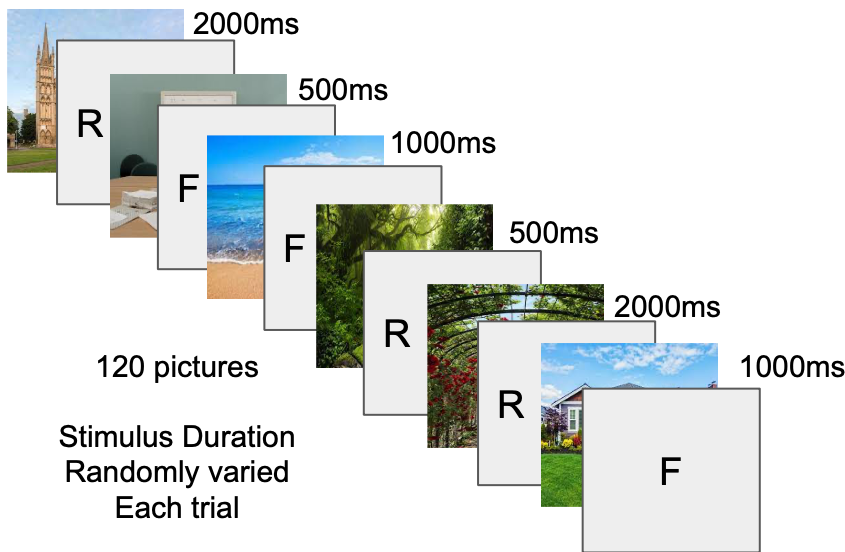 2000ms
R
500ms
F
1000ms
F
500ms
R
2000ms
R
1000ms
F
120 pictures
Stimulus Duration
Randomly varied
Each trial